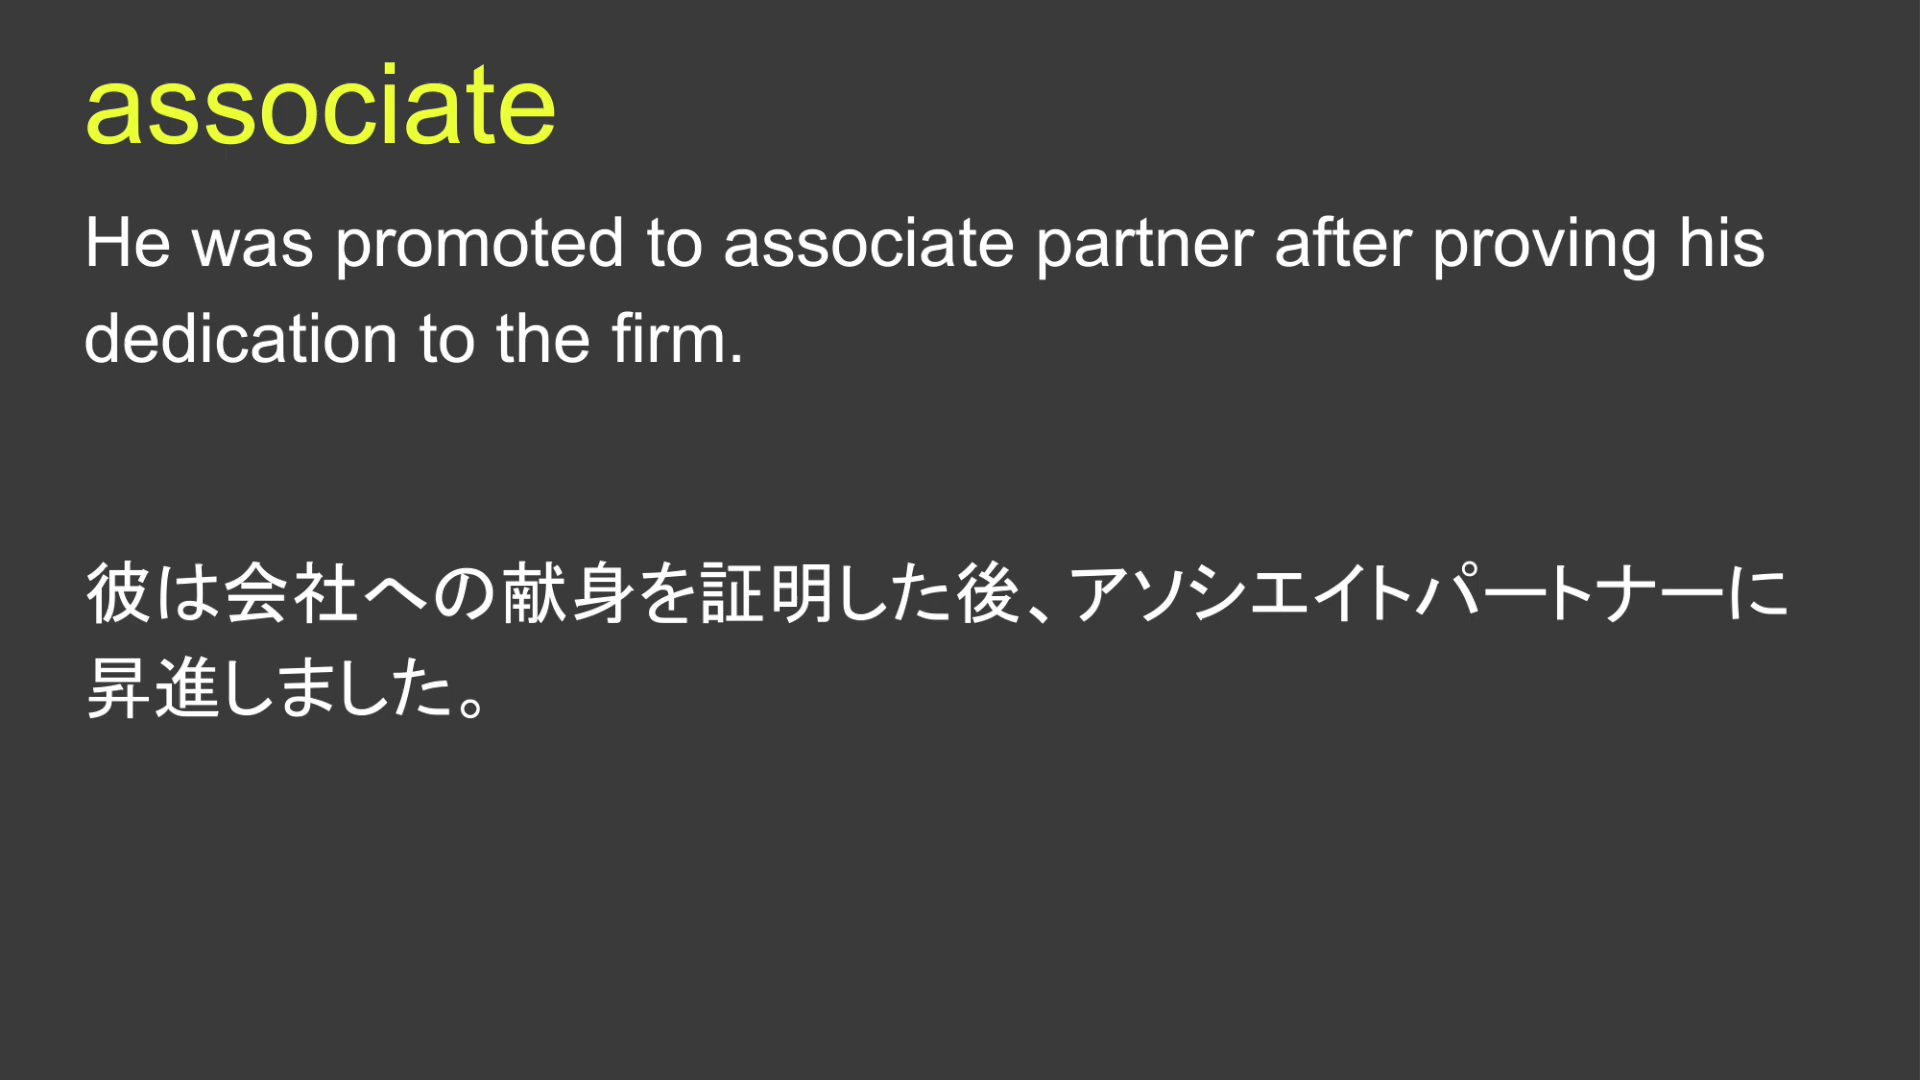 associate
He was promoted to associate partner after proving his
dedication to the firm.
彼は会社への献身を証明した後、アソシエイトパートナーに
昇進しました。